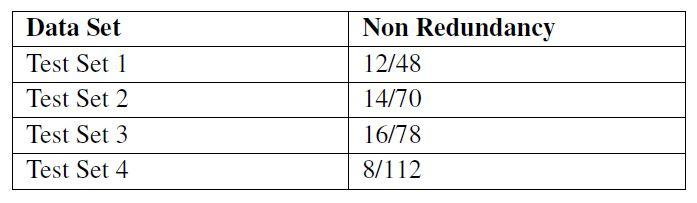 Data Set Non Redundancy
Test Set 1 12/48
Test Set 2 14/70
Test Set 3 16/78
Test Set 4 8/112